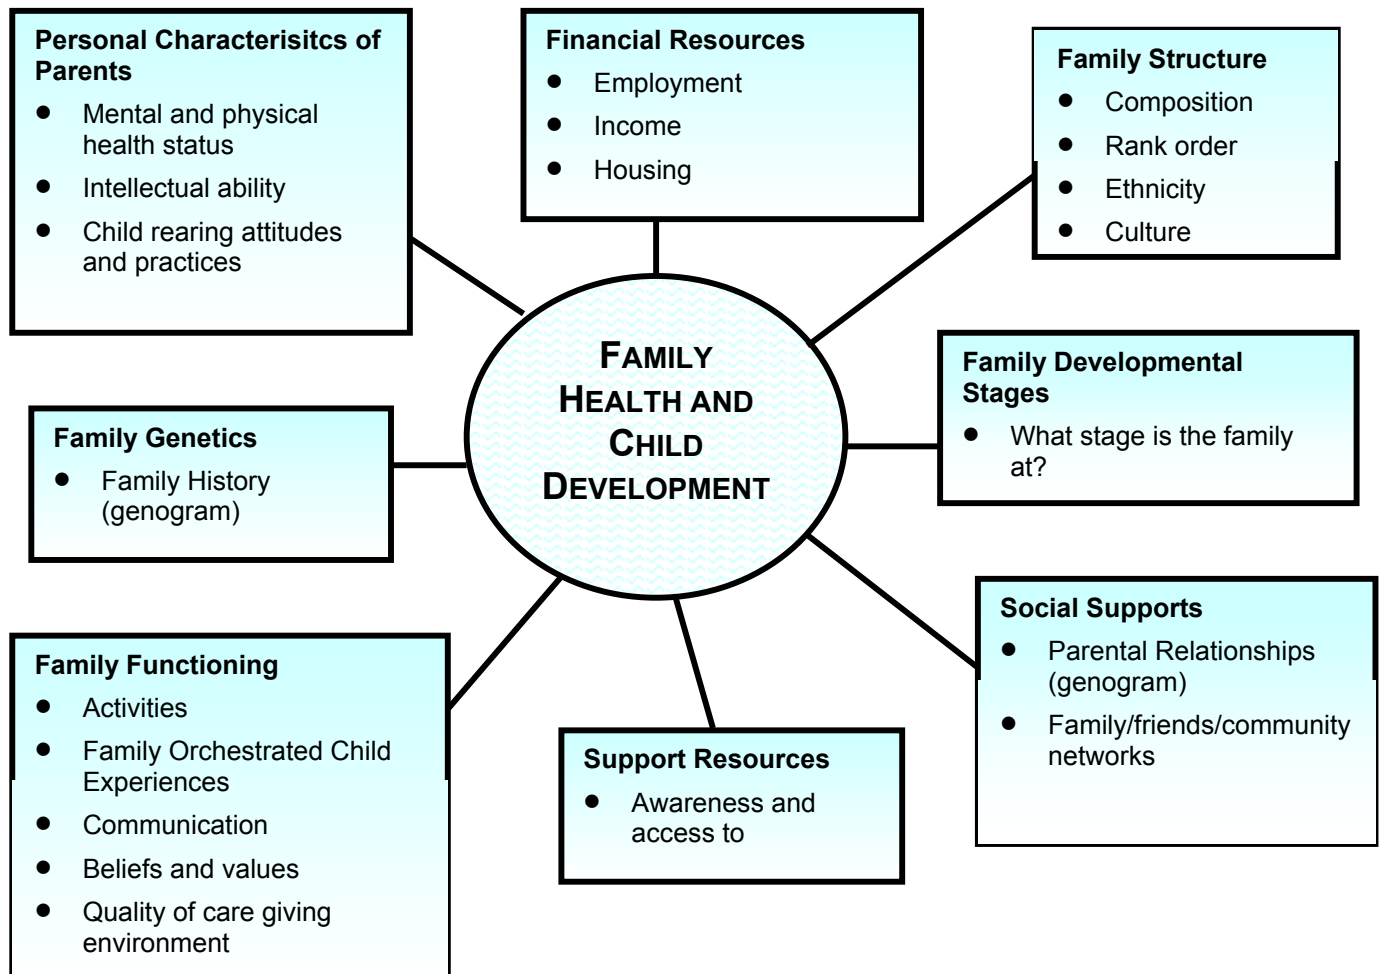 Personal Characterisitcs of
Parents
● Mental and physical
health status
● Intellectual ability
● Child rearing attitudes
and practices
Financial Resources
● Employment
● Income
● Housing
Family Structure
● Composition
● Rank order
● Ethnicity
● Culture
FAMILY
HEALTH AND
CHILD
DEVELOPMENT
Family Developmental
Stages
● What stage is the family
at?
Family Genetics
● Family History
(genogram)
Social Supports
● Parental Relationships
(genogram)
● Family/friends/community
networks
Family Functioning
● Activities
● Family Orchestrated Child
Experiences
● Communication
● Beliefs and values
● Quality of care giving
environment
Support Resources
● Awareness and
access to